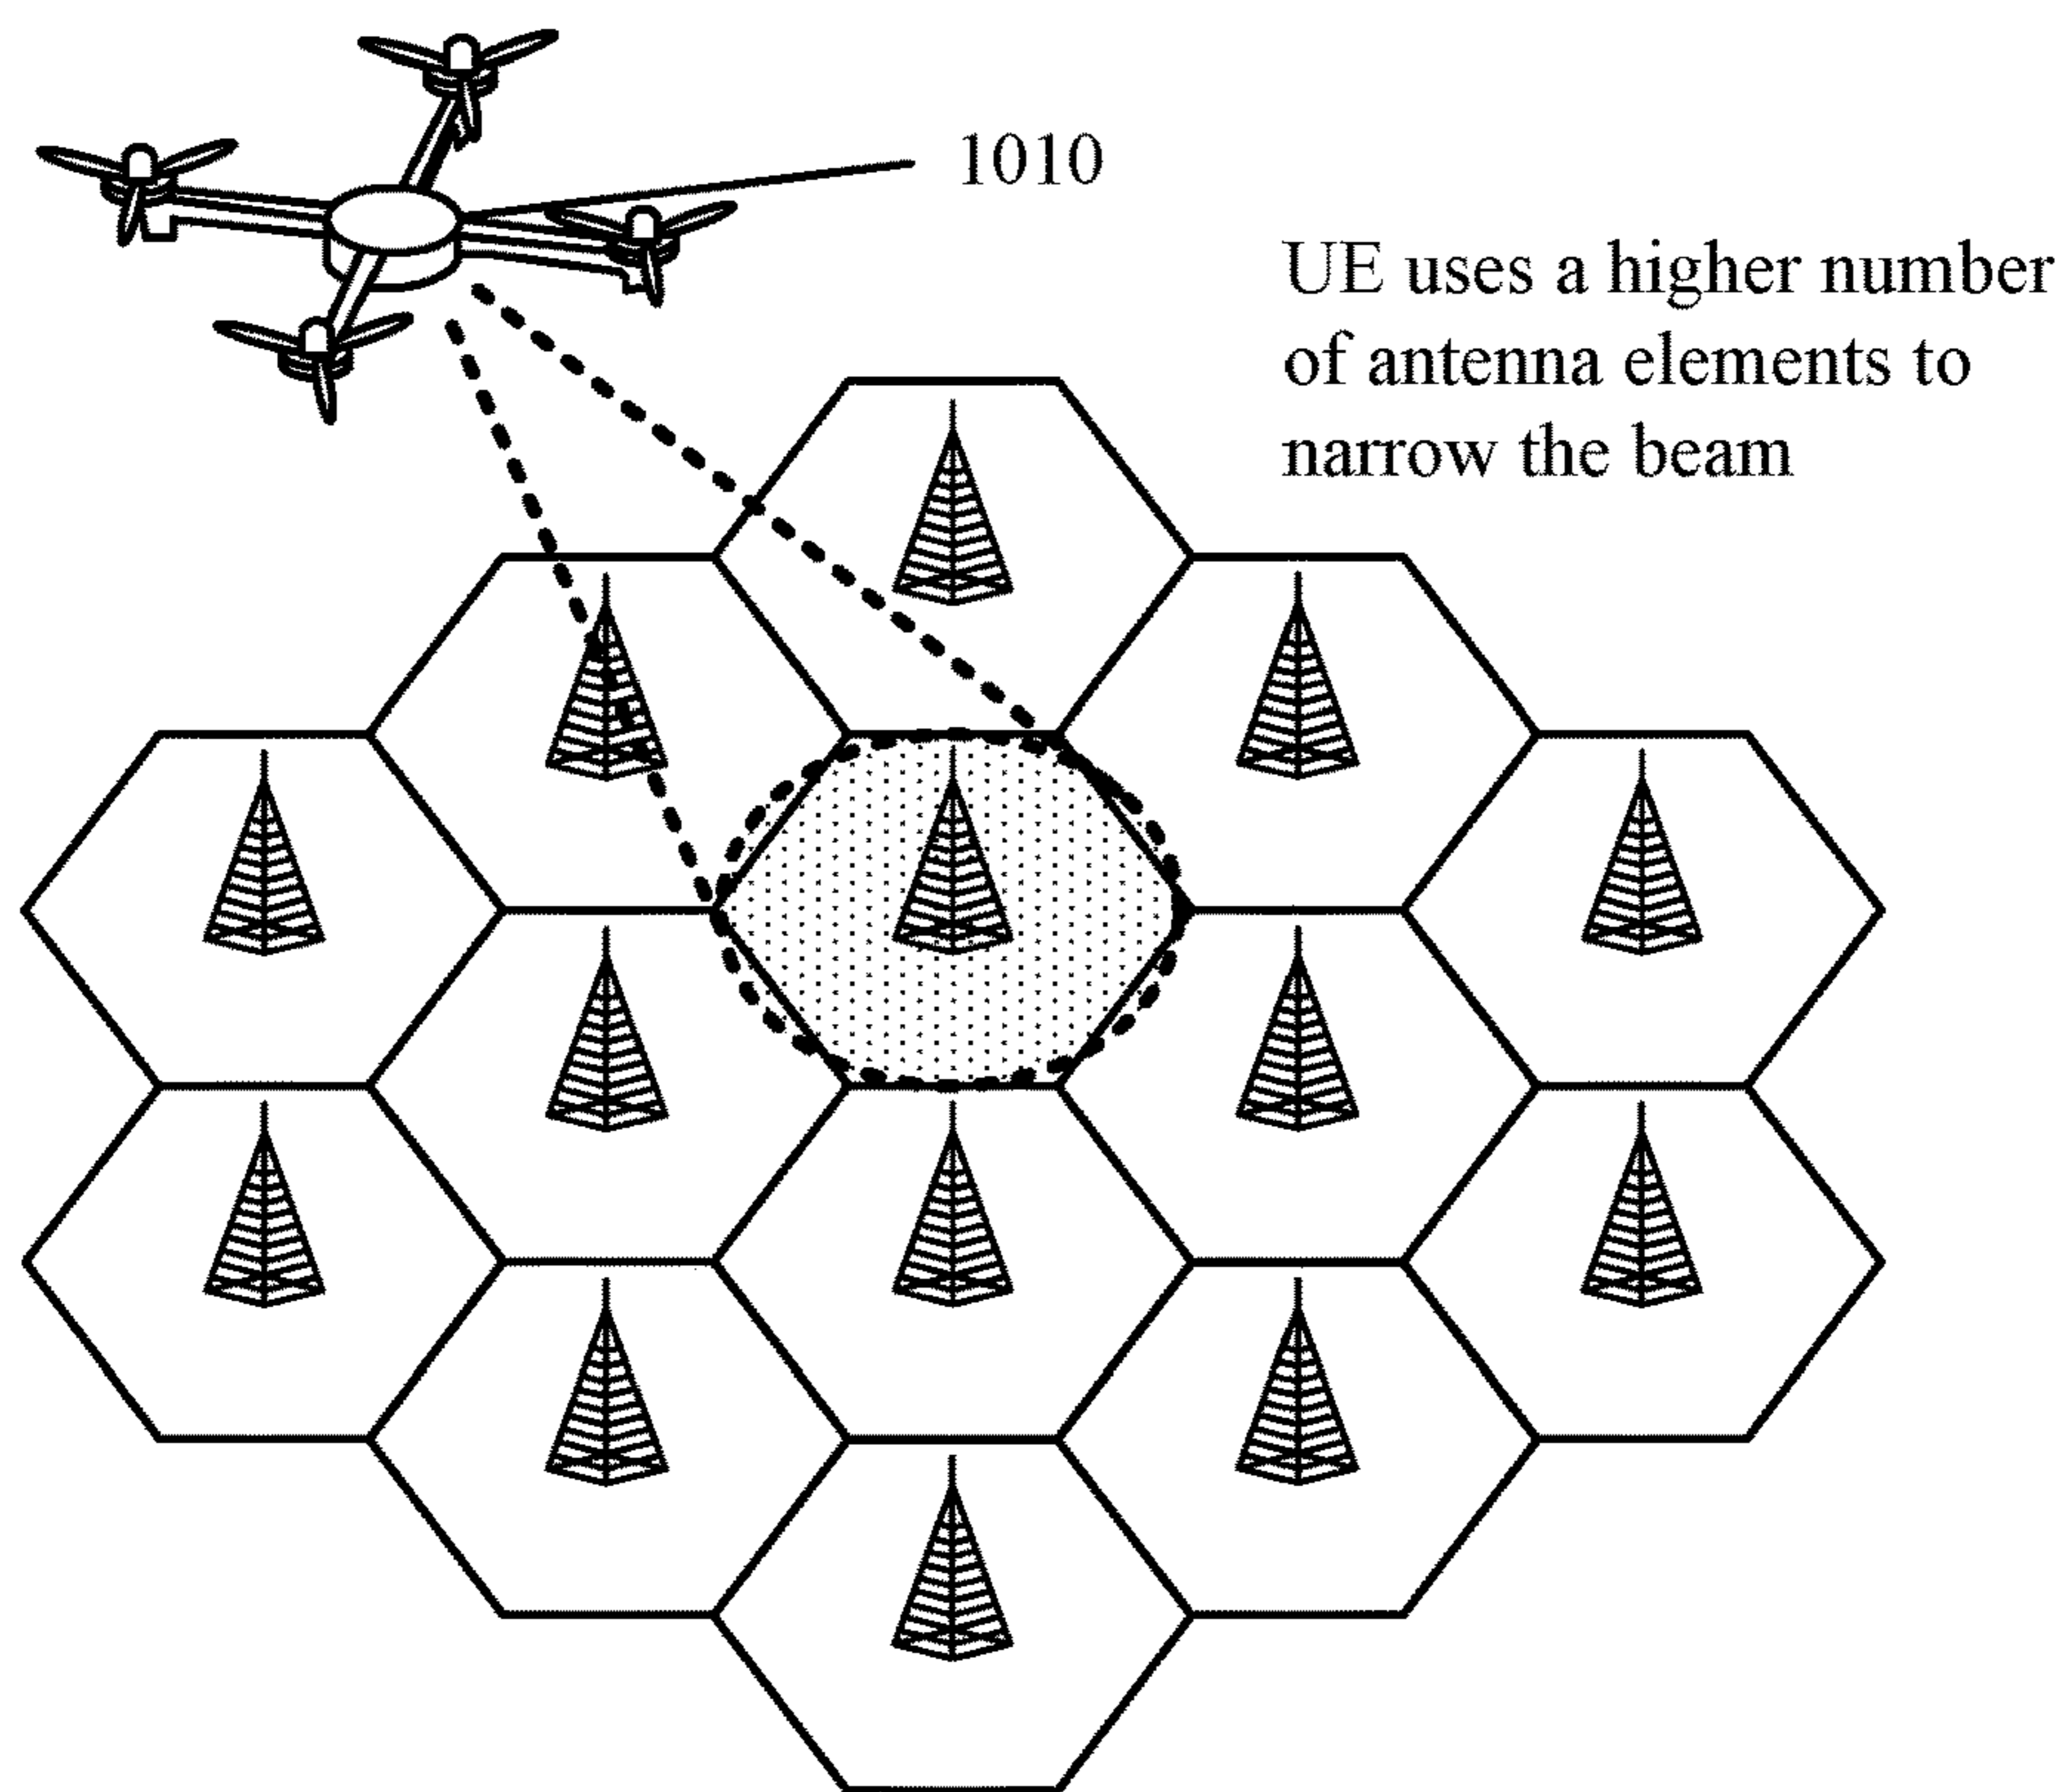 1010
UE uses a higher number
of antenna elements to
narrow the beam